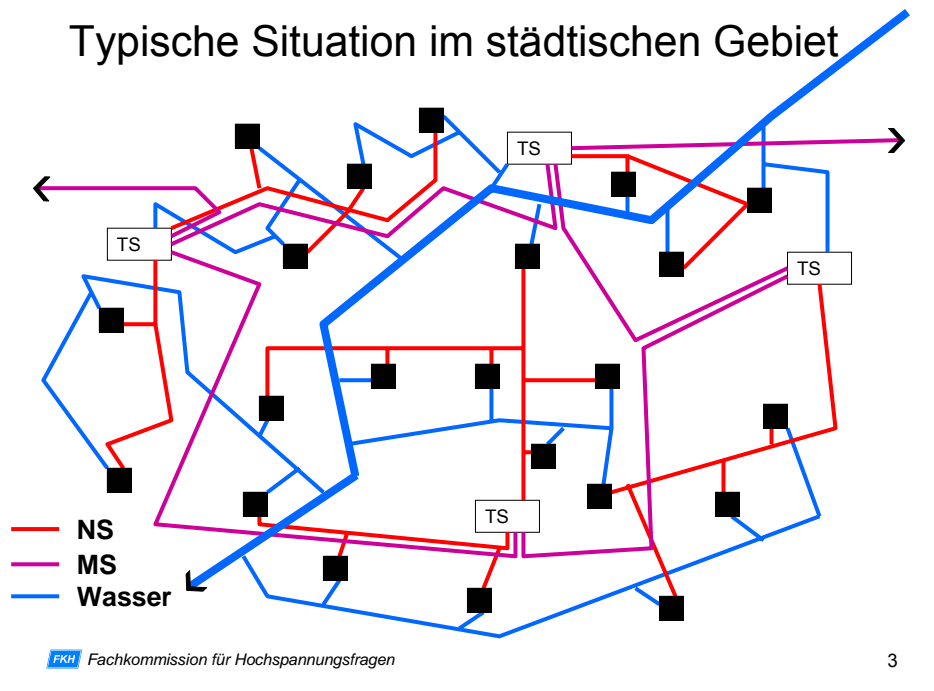 Typische Situation im städtischen Gebiet
TS
TS
TS
TS
NS
MS
Wasser
FKH Fachkommission für Hochspannungsfragen
3